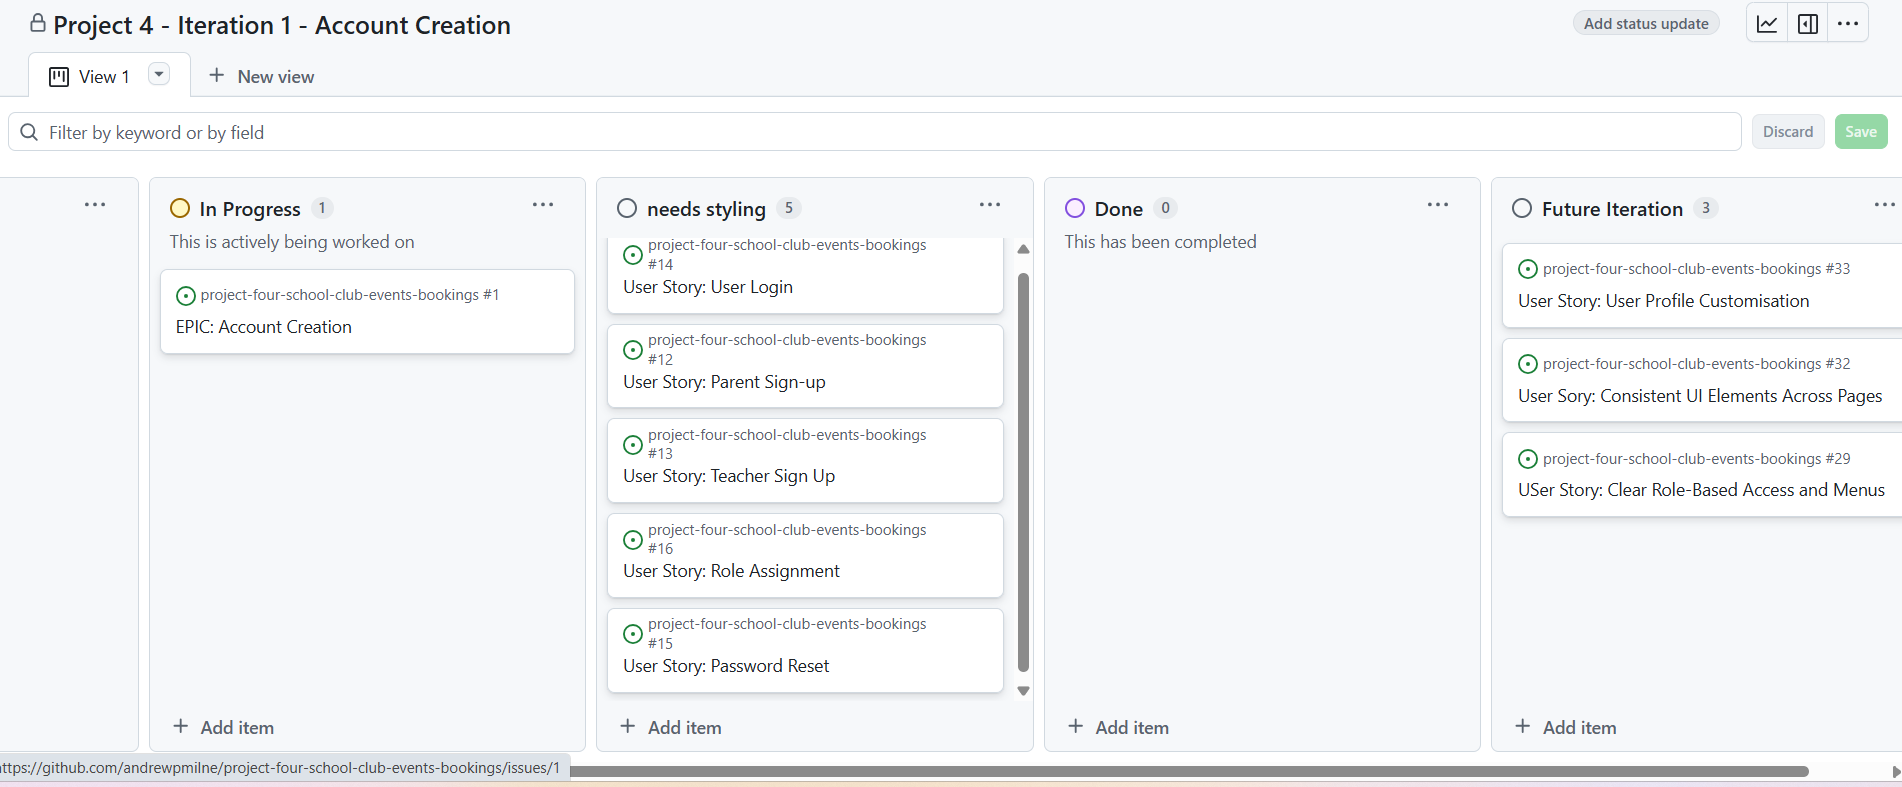 Project 4 - Iteration 1 - Account Creation
Add status update
View 1
New view
Filter by keyword or by field
Discard
Save
In Progress 1
This is actively being worked on
project-four-school-club-events-bookings #1
EPIC: Account Creation
Add item
needs styling 5
project-four-school-club-events-bookings
#14
User Story: User Login
project-four-school-club-events-bookings
#12
User Story: Parent Sign-up
project-four-school-club-events-bookings
#13
User Story: Teacher Sign Up
project-four-school-club-events-bookings
#16
User Story: Role Assignment
project-four-school-club-events-bookings
#15
User Story: Password Reset
Add item
Done 0
This has been completed
Add item
Future Iteration 3
project-four-school-club-events-bookings #33
User Story: User Profile Customisation
project-four-school-club-events-bookings #32
User Sory: Consistent UI Elements Across Pages
project-four-school-club-events-bookings #29
USer Story: Clear Role-Based Access and Menus
Add item
ttps://github.com/andrewpmilne/project-four-school-club-events-bookings/issues/1